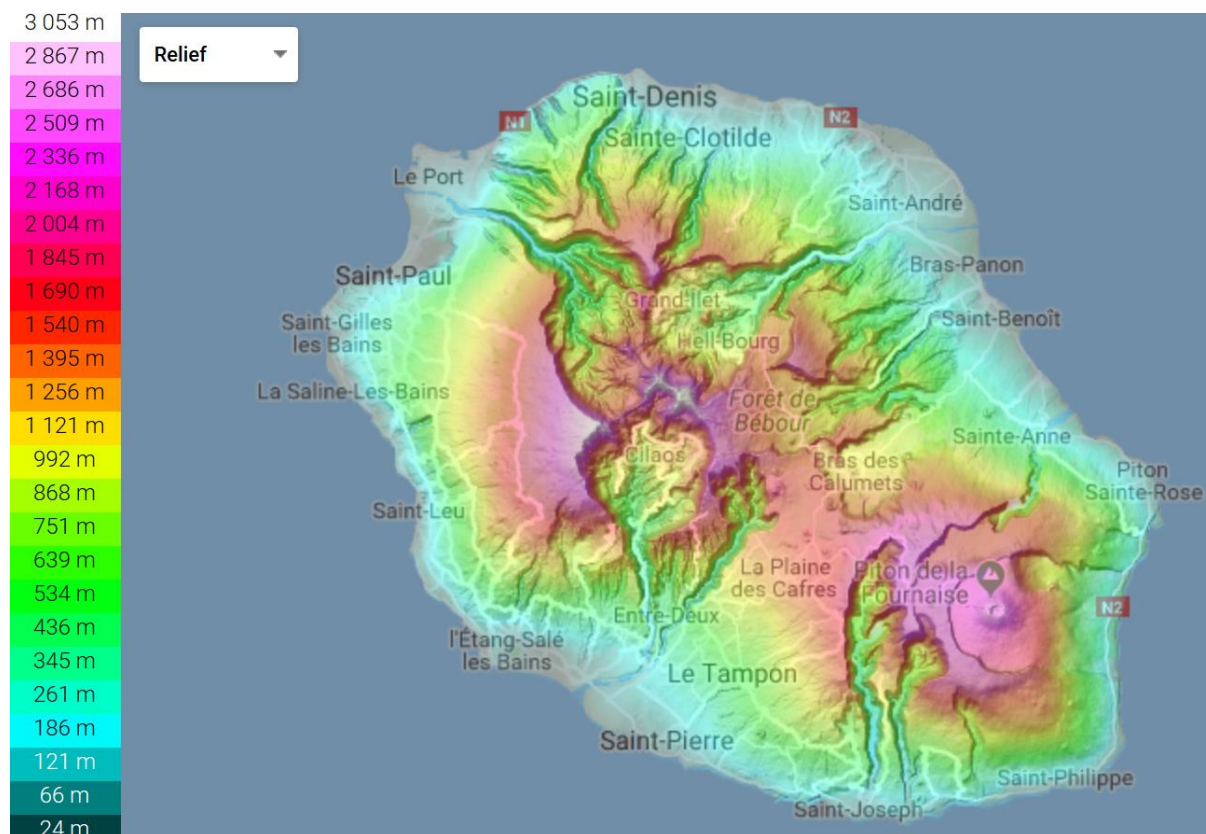 3 053 m
2 867 m
2 686 m
2 509 m
2 336 m
2 168 m
2 004 m
1 845 m
1 690 m
1 540 m
1 395 m
1 256 m
1 121 m
992 m
868 m
751 m
639 m
534 m
436 m
345 m
261 m
186 m
121 m
66 m
24 m
Relief
Saint-Denis
N1
N2
Sainte-Clotilde
Le Port
Saint-André
Saint-Paul
Bras-Panon
Grand-Ilet
Saint-Gilles
les Bains
Saint-Benoît
Hell-Bourg
La Saline-Les-Bains
Forêt de
Bébour
Sainte-Anne
Cilaos
Bras des
Calumets
Piton
Sainte-Rose
Saint-Leu
La Plaine
des Cafres
Piton de la
Fournaise
N2
Entre-Deux
l'Étang-Salé
les Bains
Le Tampon
Saint-Pierre
Saint-Philippe
Saint-Joseph